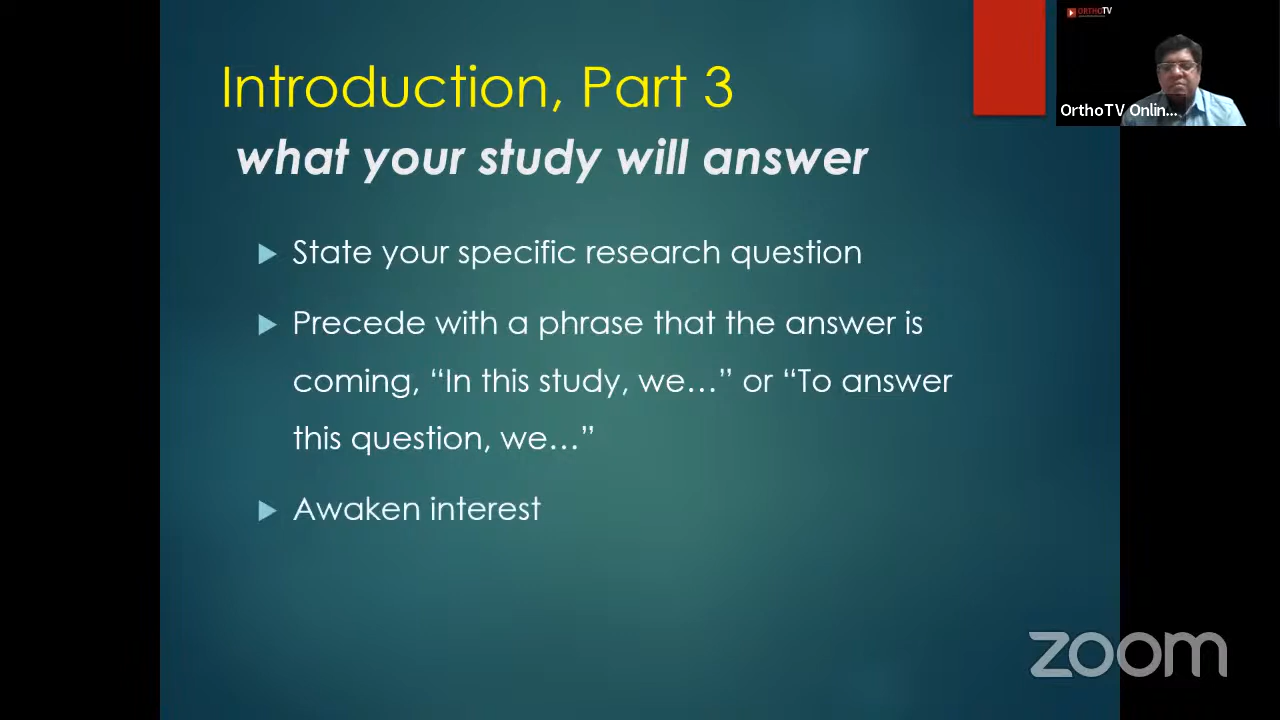 Introduction, Part 3
what your study will answer
State your specific research question
Precede with a phrase that the answer is
coming, “In this study, we…” or “To answer
this question, we…”
Awaken interest
ORTHOTV
OrthoTV Onlin...
zoom